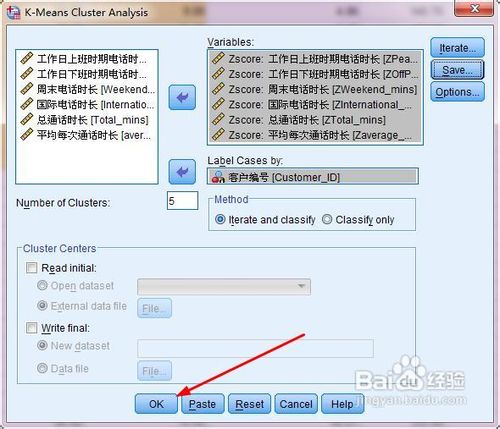 K-Means Cluster Analysis
Variables:
工作日上班时期电话时...
工作日下班时期电话时...
周末电话时长 [Weekend...
国际电话时长 [Internatio...
总通话时长 [Total_mins]
平均每次通话时长 [aver...
Zscore: 工作日上班时期电话时长 [ZPea...
Zscore: 工作日下班时期电话时长 [ZOffP...
Zscore: 周末电话时长 [ZWeekend_mins]
Zscore: 国际电话时长 [ZInternational_...
Zscore: 总通话时长 [ZTotal_mins]
Zscore: 平均每次通话时长 [Zaverage_...
Iterate...
Save...
Options...
Label Cases by:
客户编号 [Customer_ID]
Number of Clusters:
5
Method
Iterate and classify
Classify only
Cluster Centers
Read initial:
Open dataset
External data file
File...
Write final:
New dataset
Data file
File...
OK
Paste
Reset
Cancel
Help
Baidu 经验
jingyan.baidu.com